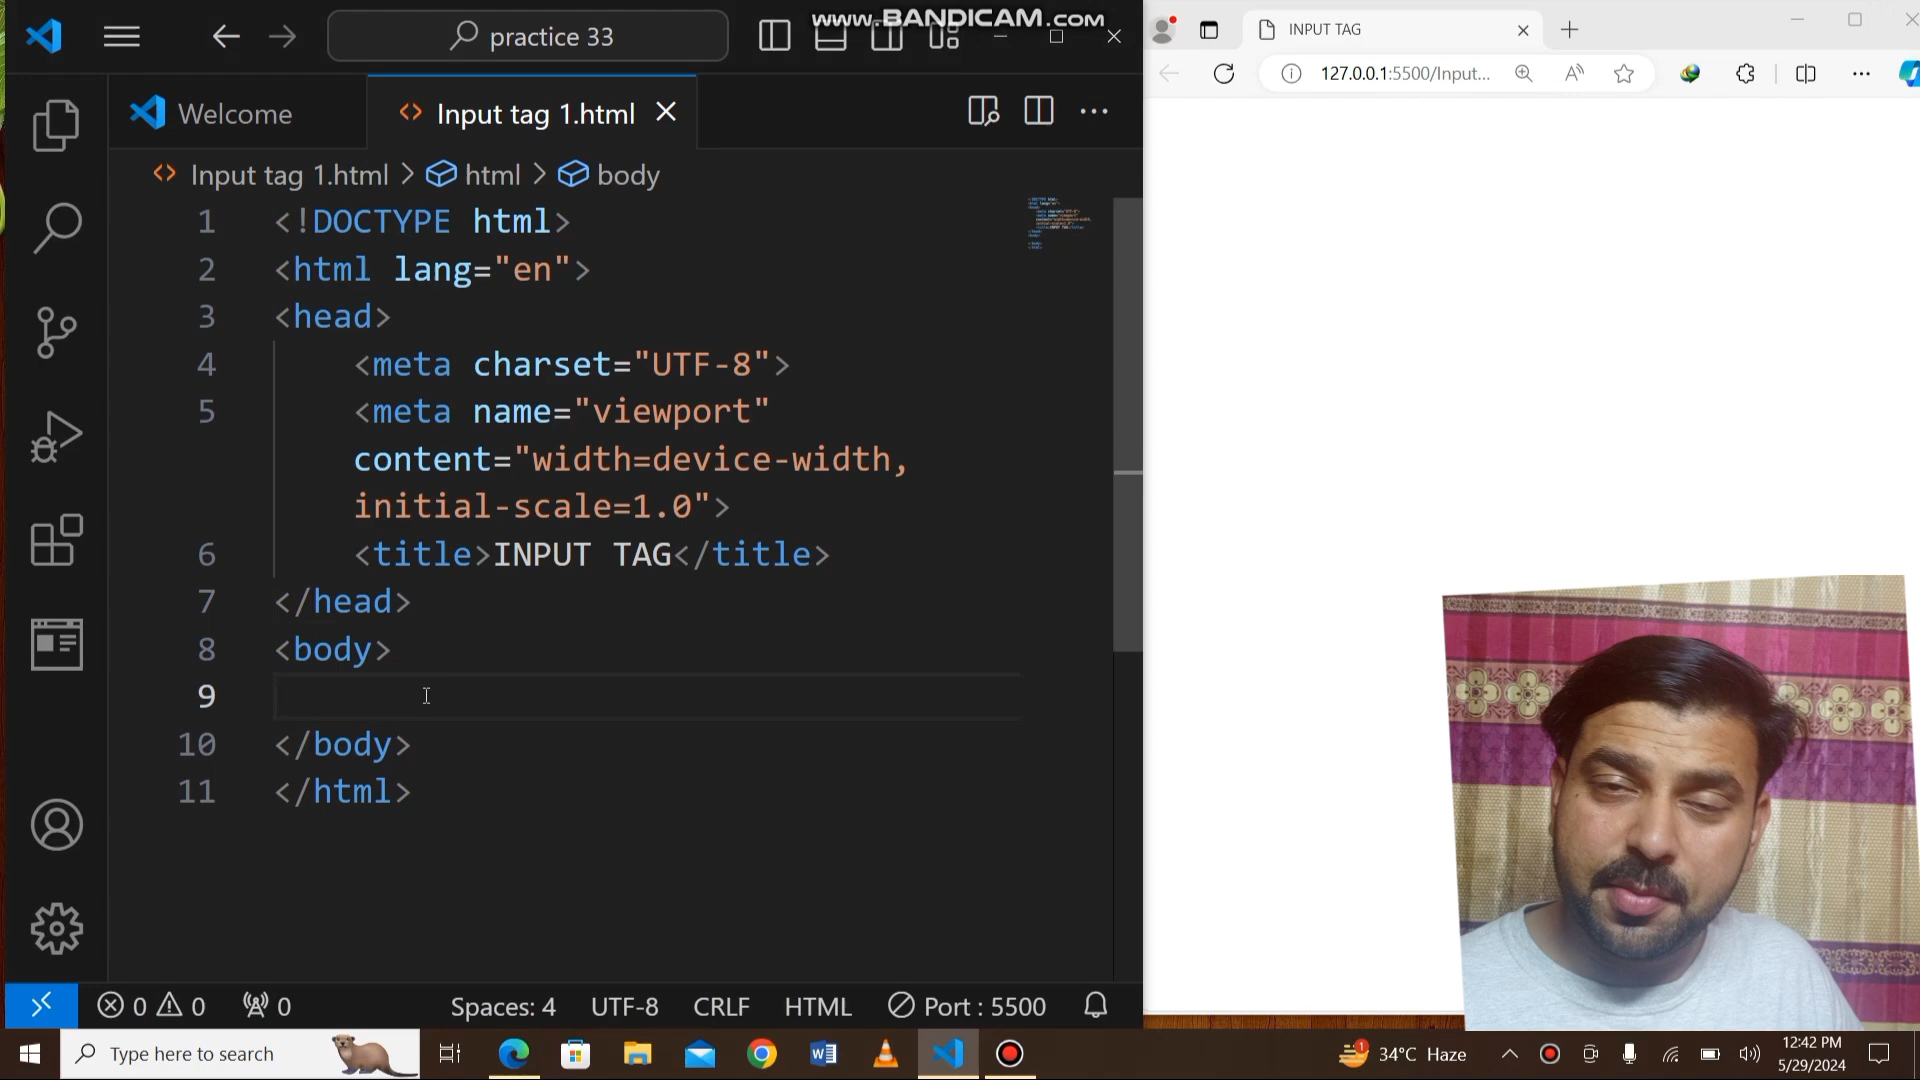 practice 33
www.BANDICAM.com
Welcome
Input tag 1.html
Input tag 1.html > html > body
1 <!DOCTYPE html>
2 <html lang="en">
3 <head>
4 <meta charset="UTF-8">
5 <meta name="viewport"
content="width=device-width,
initial-scale=1.0">
6 <title>INPUT TAG</title>
7 </head>
8 <body>
9
10 </body>
11 </html>
0 0 0 Spaces: 4 UTF-8 CRLF HTML Port : 5500
INPUT TAG
127.0.0.1:5500/Input...
Type here to search
34°C Haze
12:42 PM
5/29/2024